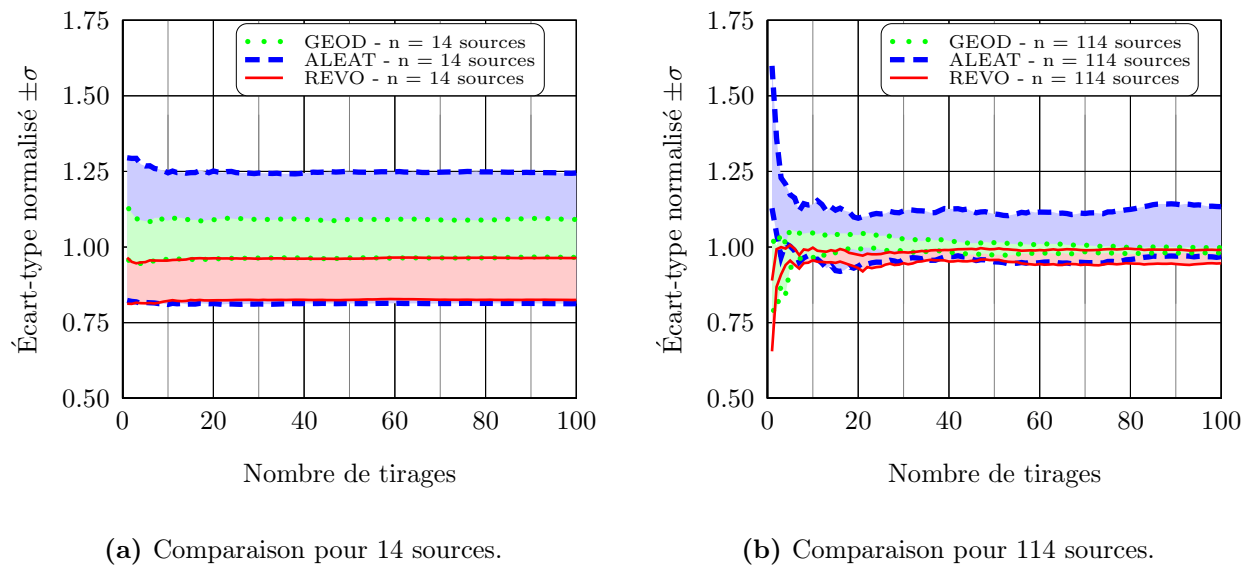 Écart-type normalisé ±σ
1.75
1.50
1.25
1.00
0.75
0.50
0
20
40
60
80
100
Nombre de tirages
GEOD - n = 14 sources
ALEAT - n = 14 sources
REVO - n = 14 sources
(a) Comparaison pour 14 sources.
Écart-type normalisé ±σ
1.75
1.50
1.25
1.00
0.75
0.50
0
20
40
60
80
100
Nombre de tirages
GEOD - n = 114 sources
ALEAT - n = 114 sources
REVO - n = 114 sources
(b) Comparaison pour 114 sources.